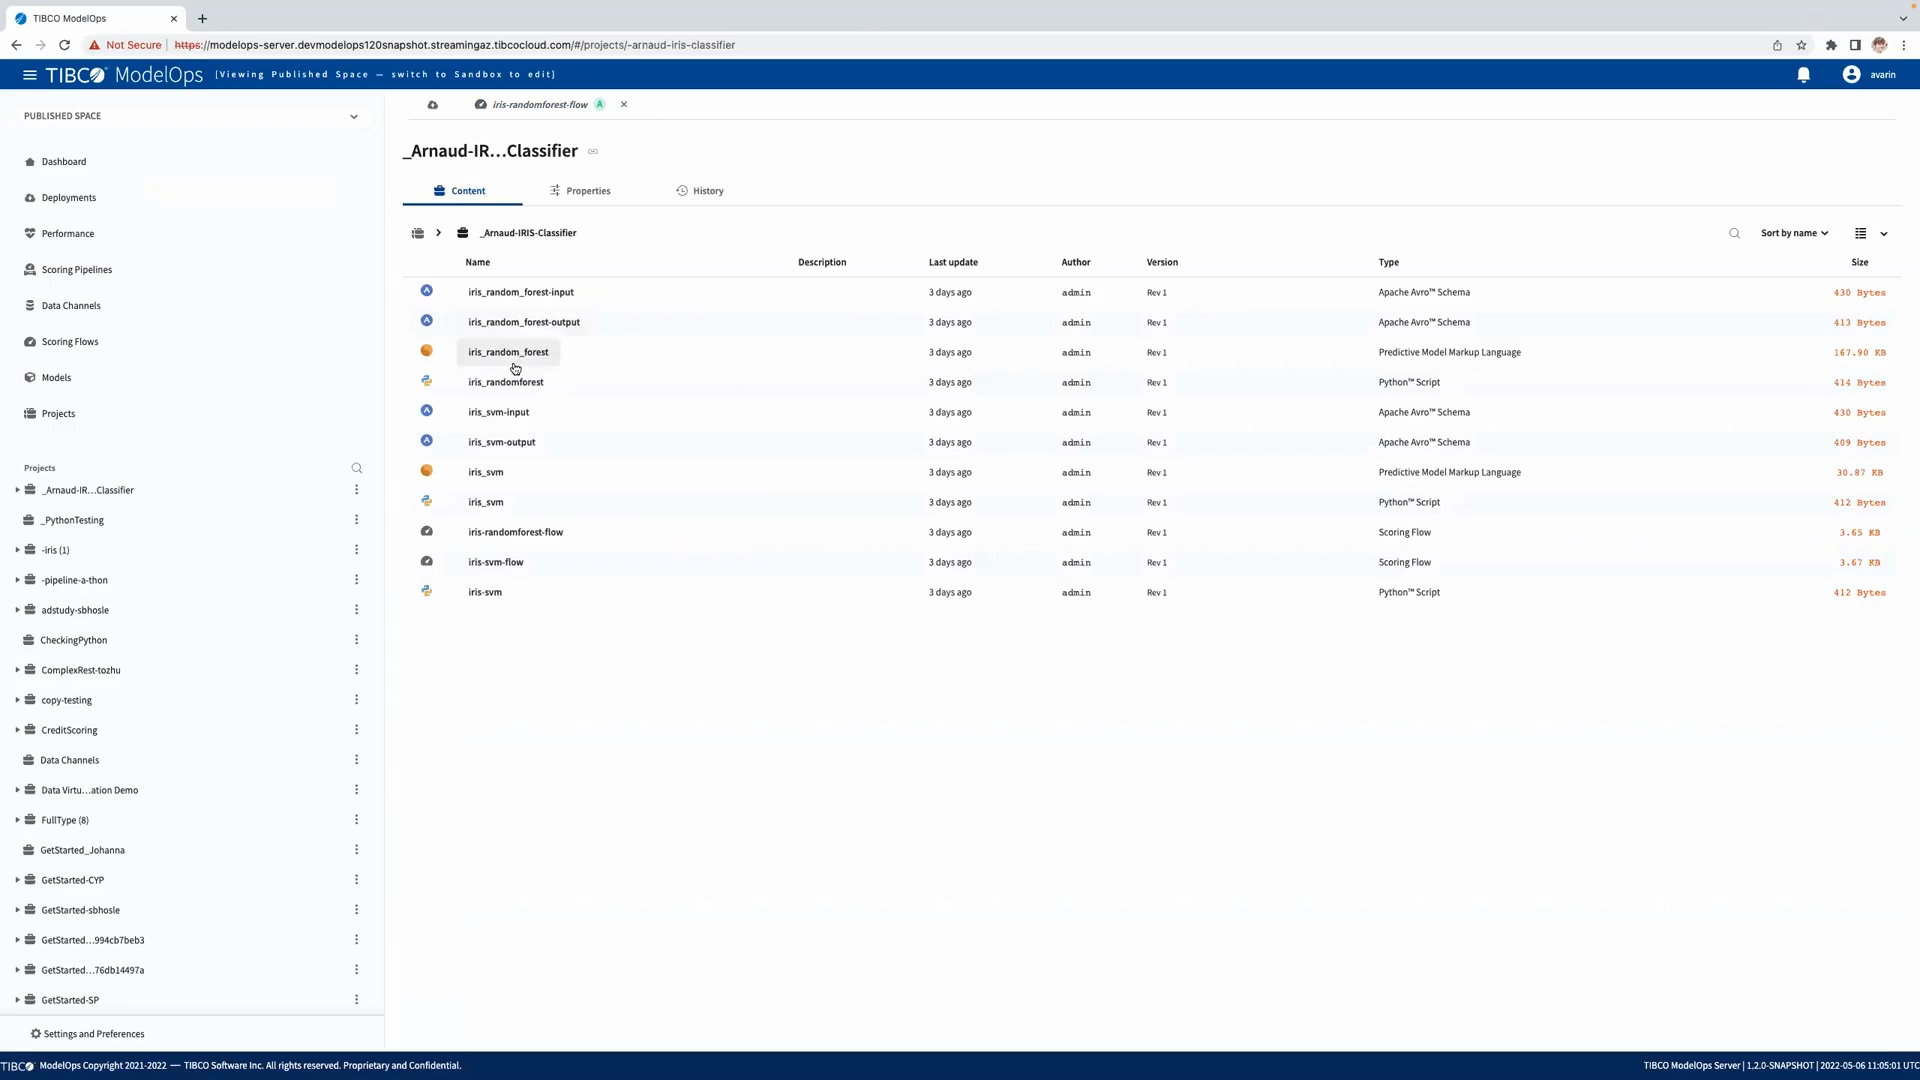 TIBCO ModelOps
Not Secure https://modelops-server.devmodelops120snapshot.streamingaz.tibcocloud.com/#/projects/-arnaud-iris-classifier
TIBCO ModelOps [Viewing Published Space — switch to Sandbox to edit] avarin
PUBLISHED SPACE
Dashboard
Deployments
Performance
Scoring Pipelines
Data Channels
Scoring Flows
Models
Projects
Projects
_Arnaud-IR...Classifier
_PythonTesting
-iris (1)
-pipeline-a-thon
adstudy-sbhosle
CheckingPython
ComplexRest-tozhu
copy-testing
CreditScoring
Data Channels
Data Virtu...ation Demo
FullType (8)
GetStarted_Johanna
GetStarted-CYP
GetStarted-sbhosle
GetStarted...994cb7beb3
GetStarted...76db14497a
GetStarted-SP
Settings and Preferences
iris-randomforest-flow A
_Arnaud-IR...Classifier
Content Properties History
_Arnaud-IRIS-Classifier Sort by name
Name Description Last update Author Version Type Size
iris_random_forest-input 3 days ago admin Rev 1 Apache Avro™ Schema 430 Bytes
iris_random_forest-output 3 days ago admin Rev 1 Apache Avro™ Schema 413 Bytes
iris_random_forest 3 days ago admin Rev 1 Predictive Model Markup Language 167.90 KB
iris_randomforest 3 days ago admin Rev 1 Python™ Script 414 Bytes
iris_svm-input 3 days ago admin Rev 1 Apache Avro™ Schema 430 Bytes
iris_svm-output 3 days ago admin Rev 1 Apache Avro™ Schema 409 Bytes
iris_svm 3 days ago admin Rev 1 Predictive Model Markup Language 30.87 KB
iris_svm 3 days ago admin Rev 1 Python™ Script 412 Bytes
iris-randomforest-flow 3 days ago admin Rev 1 Scoring Flow 3.65 KB
iris-svm-flow 3 days ago admin Rev 1 Scoring Flow 3.67 KB
iris-svm 3 days ago admin Rev 1 Python™ Script 412 Bytes
TIBCO ModelOps Copyright 2021-2022 — TIBCO Software Inc. All rights reserved. Proprietary and Confidential. TIBCO ModelOps Server | 1.2.0-SNAPSHOT | 2022-05-06 11:05:01 UTC